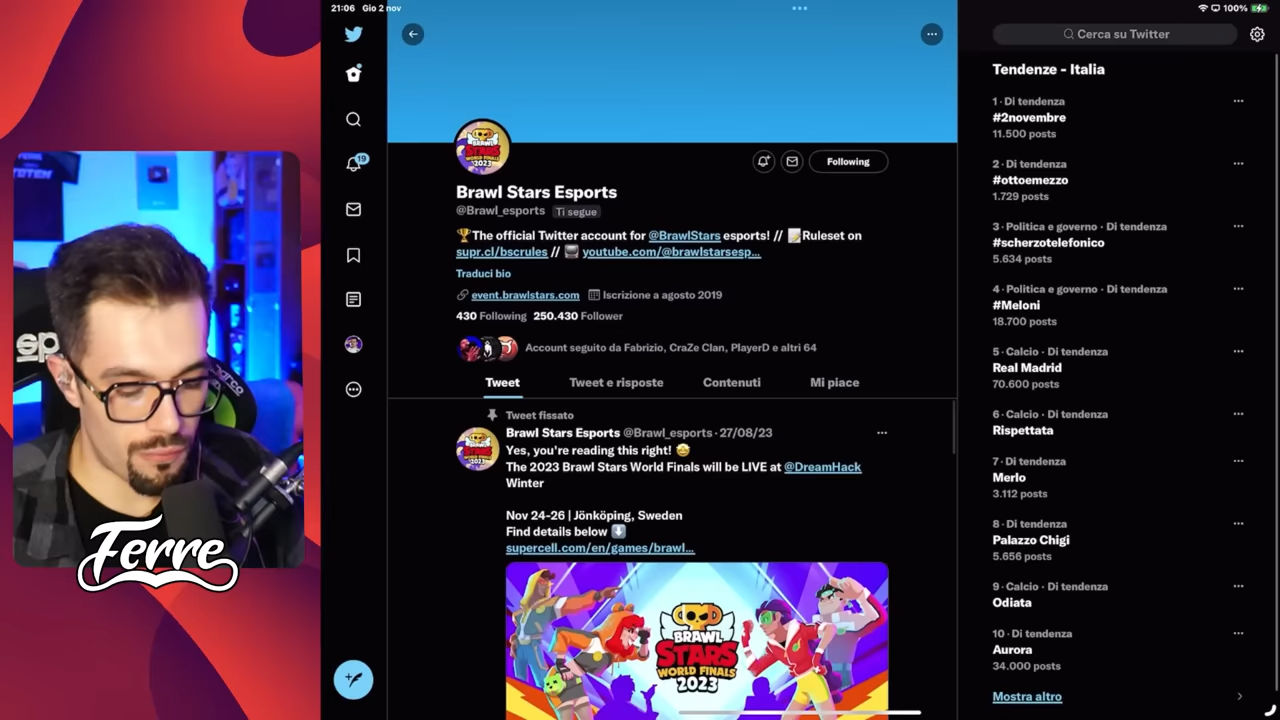 21:06 Gio 2 nov
100%
Cerca su Twitter
19
Brawl Stars Esports
@Brawl_esports Ti segue
Following
🏆The official Twitter account for @BrawlStars esports! // 📝Ruleset on
supr.cl/bscrules // 📺 youtube.com/@brawlstarsesp...
Traduci bio
event.brawlstars.com Iscrizione a agosto 2019
430 Following 250.430 Follower
Account seguito da Fabrizio, CraZe Clan, PlayerD e altri 64
Tweet Tweet e risposte Contenuti Mi piace
Tweet fissato
Brawl Stars Esports @Brawl_esports · 27/08/23
Yes, you're reading this right! 🤩
The 2023 Brawl Stars World Finals will be LIVE at @DreamHack
Winter
Nov 24-26 | Jönköping, Sweden
Find details below ⬇️
supercell.com/en/games/brawl...
BRAWL
STARS
WORLD FINALS
2023
Tendenze - Italia
1 · Di tendenza
#2novembre
11.500 posts
2 · Di tendenza
#ottoemezzo
1.729 posts
3 · Politica e governo · Di tendenza
#scherzotelefonico
5.634 posts
4 · Politica e governo · Di tendenza
#Meloni
18.700 posts
5 · Calcio · Di tendenza
Real Madrid
70.600 posts
6 · Calcio · Di tendenza
Rispettata
7 · Di tendenza
Merlo
3.112 posts
8 · Di tendenza
Palazzo Chigi
5.656 posts
9 · Calcio · Di tendenza
Odiata
10 · Di tendenza
Aurora
34.000 posts
Mostra altro
Ferre